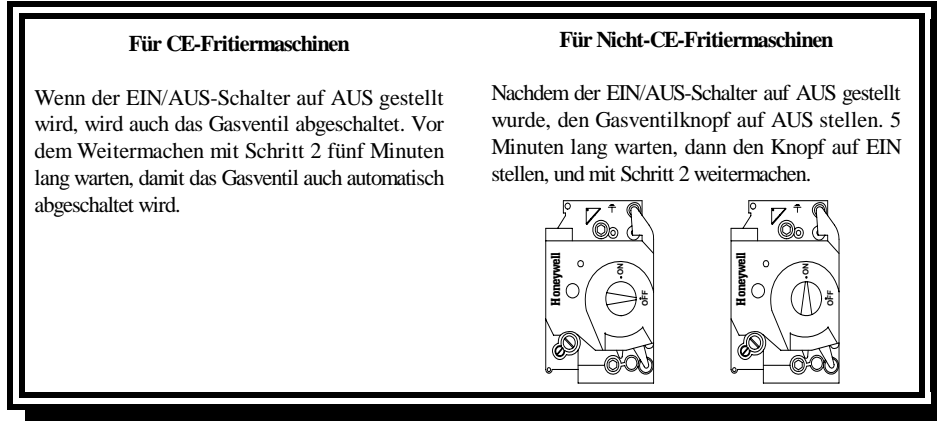 Für CE-Fritiermaschinen
Wenn der EIN/AUS-Schalter auf AUS gestellt
wird, wird auch das Gasventil abgeschaltet. Vor
dem Weitermachen mit Schritt 2 fünf Minuten
lang warten, damit das Gasventil auch automatisch
abgeschaltet wird.
Für Nicht-CE-Fritiermaschinen
Nachdem der EIN/AUS-Schalter auf AUS gestellt
wurde, den Gasventilknopf auf AUS stellen. 5
Minuten lang warten, dann den Knopf auf EIN
stellen, und mit Schritt 2 weitermachen.
Honeywell
ON
OFF
Honeywell
ON
OFF